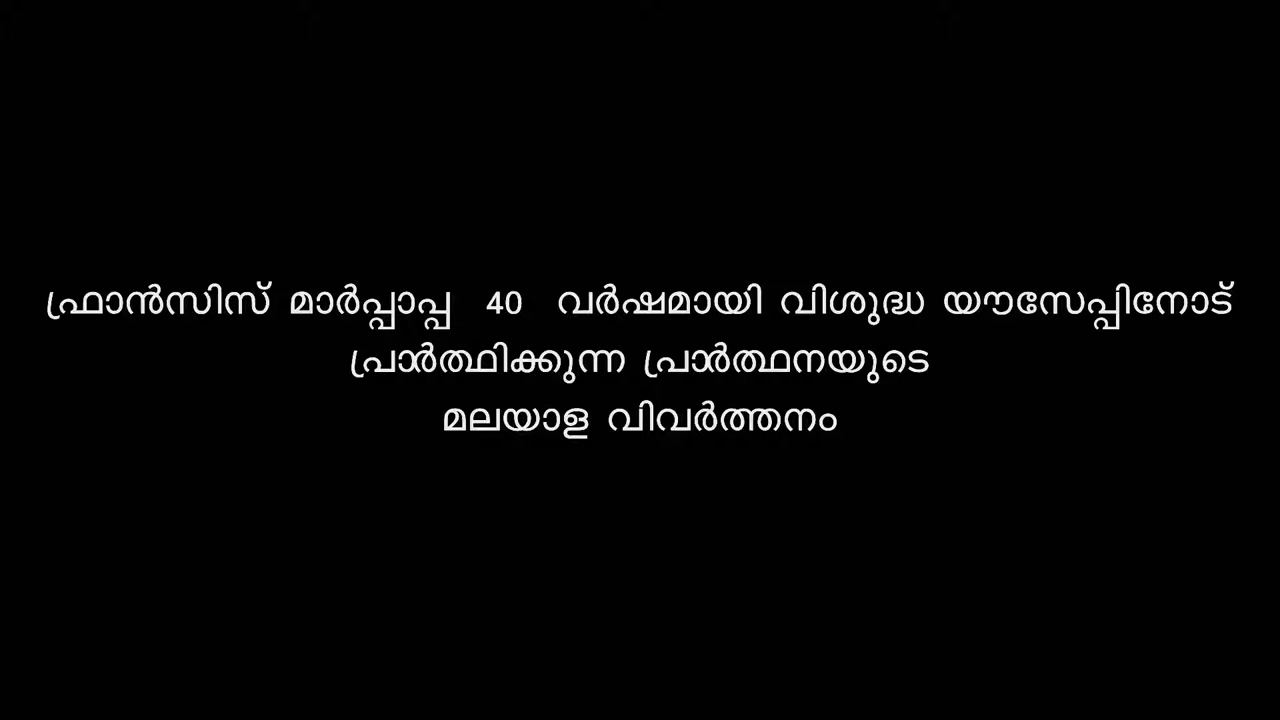 ഫ്രാൻസിസ് മാർപ്പാപ്പ 40 വർഷമായി വിശുദ്ധ യൗസേപ്പിനോട്
പ്രാർത്ഥിക്കുന്ന പ്രാർത്ഥനയുടെ
മലയാള വിവർത്തനം